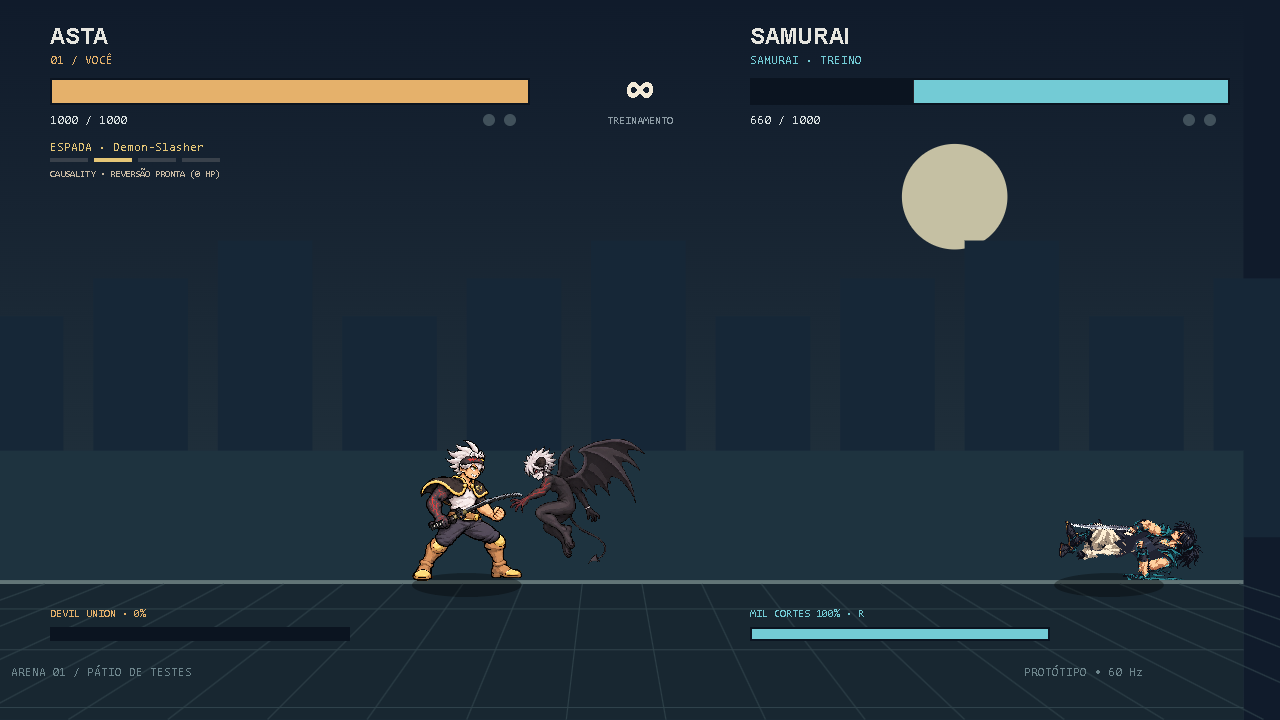 ASTA
01 / VOCÊ
1000 / 1000
ESPADA · Demon-Slasher
CAUSALITY · REVERSÃO PRONTA (0 HP)
∞
TREINAMENTO
SAMURAI
SAMURAI · TREINO
660 / 1000
DEVIL UNION · 0%
MIL CORTES 100% · R
ARENA 01 / PÁTIO DE TESTES
PROTÓTIPO • 60 Hz